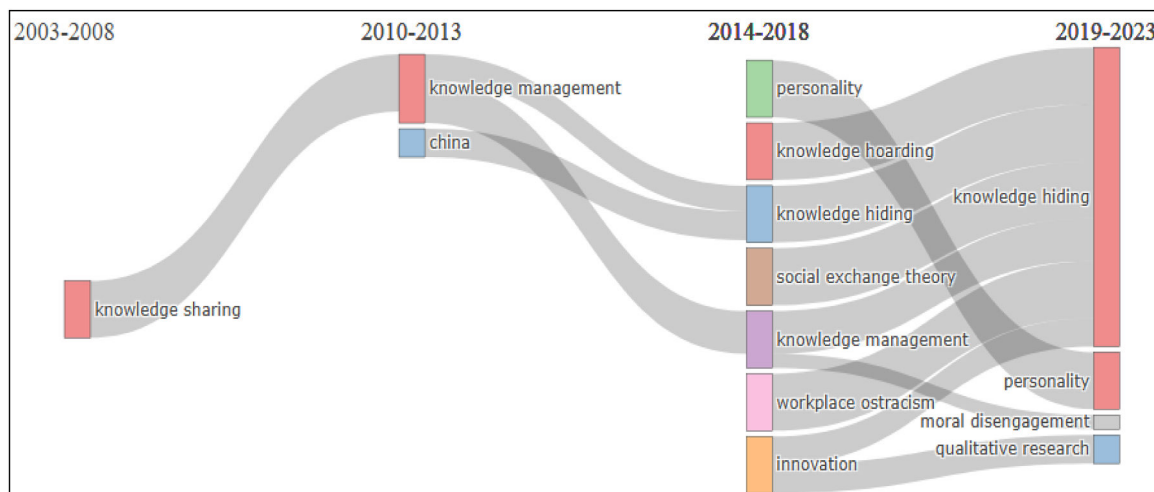 2003-2008
2010-2013
2014-2018
2019-2023
knowledge sharing
knowledge management
china
personality
knowledge hoarding
knowledge hiding
social exchange theory
knowledge management
workplace ostracism
innovation
knowledge hiding
personality
moral disengagement
qualitative research